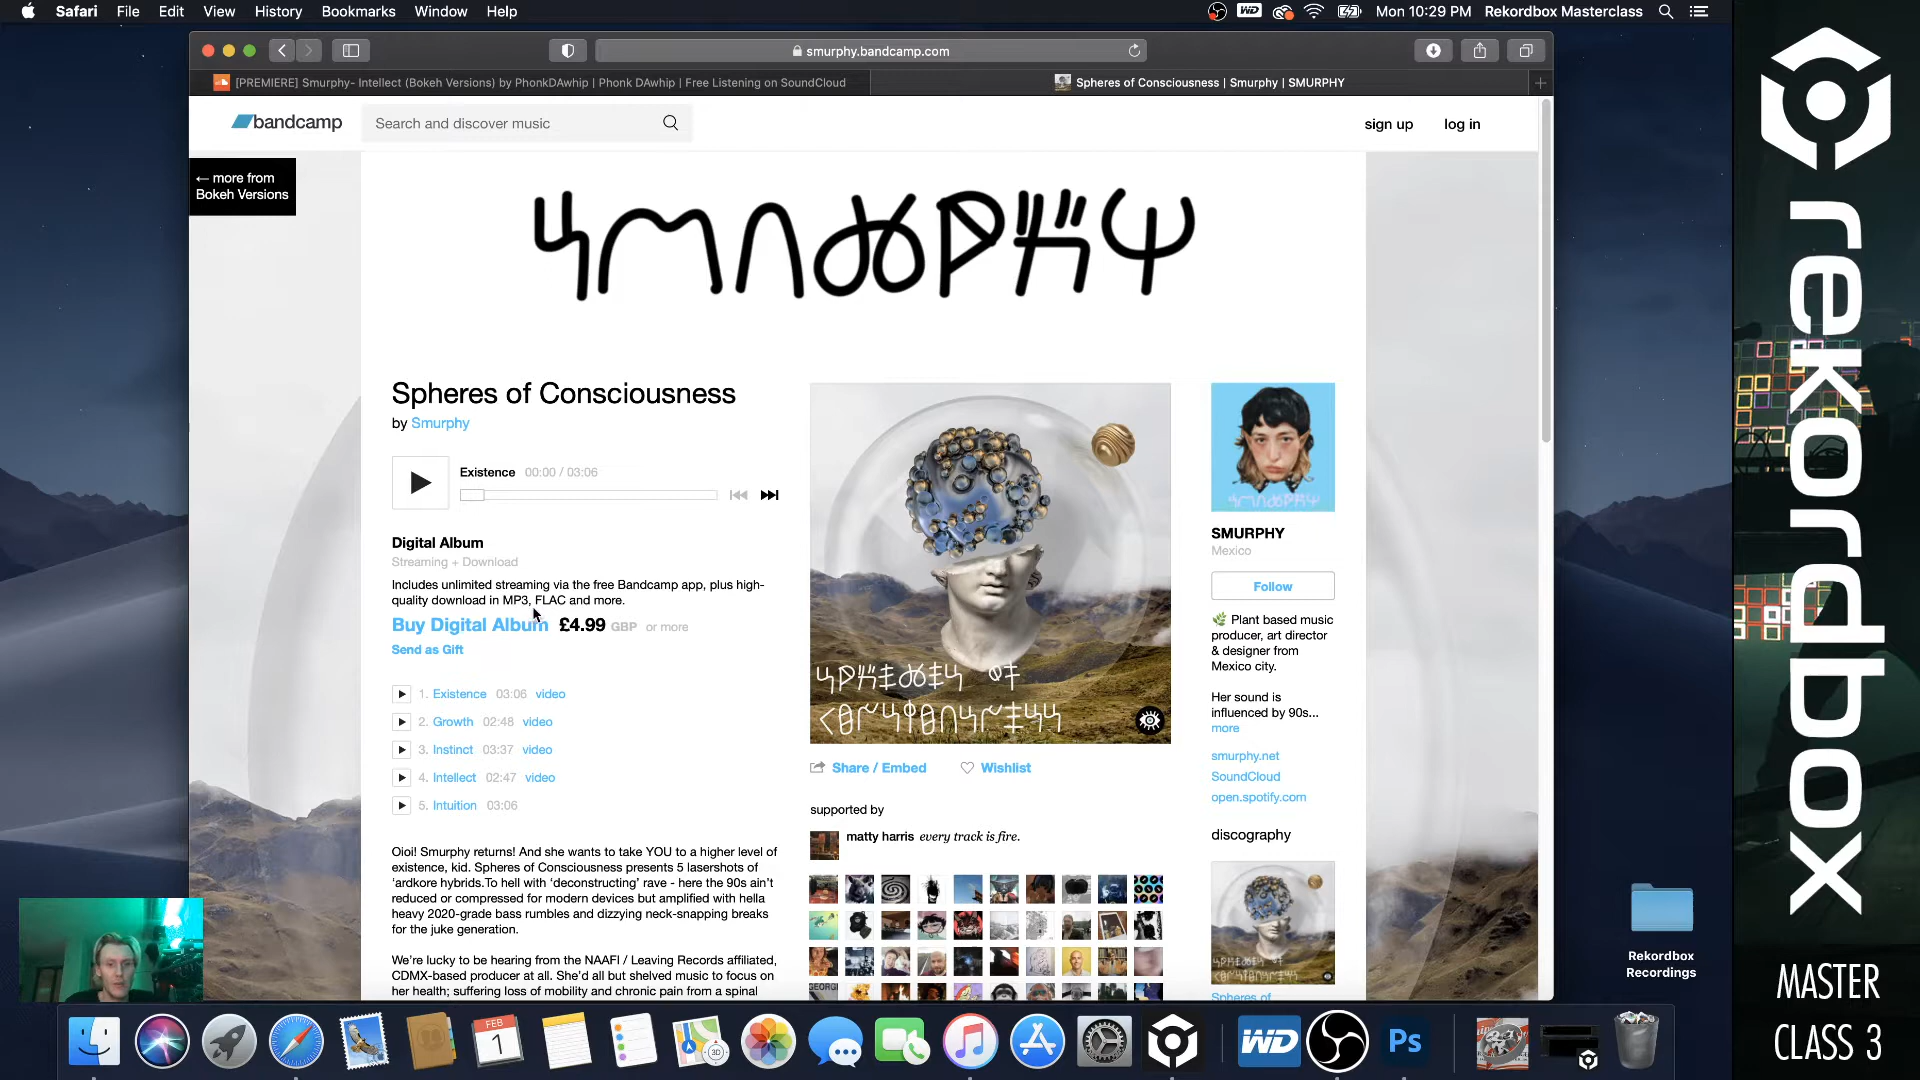 Safari File Edit View History Bookmarks Window Help
WD
Mon 10:29 PM Rekordbox Masterclass
smurphy.bandcamp.com
[PREMIERE] Smurphy- Intellect (Bokeh Versions) by PhonkDAwhip | Phonk DAwhip | Free Listening on SoundCloud
Spheres of Consciousness | Smurphy | SMURPHY
bandcamp
Search and discover music
sign up log in
← more from
Bokeh Versions
Spheres of Consciousness
by Smurphy
Existence 00:00 / 03:06
Digital Album
Streaming + Download
Includes unlimited streaming via the free Bandcamp app, plus high-
quality download in MP3, FLAC and more.
Buy Digital Album £4.99 GBP or more
Send as Gift
1. Existence 03:06 video
2. Growth 02:48 video
3. Instinct 03:37 video
4. Intellect 02:47 video
5. Intuition 03:06
Oioi! Smurphy returns! And she wants to take YOU to a higher level of
existence, kid. Spheres of Consciousness presents 5 lasershots of
'ardkore hybrids.To hell with 'deconstructing' rave - here the 90s ain't
reduced or compressed for modern devices but amplified with hella
heavy 2020-grade bass rumbles and dizzying neck-snapping breaks
for the juke generation.
We're lucky to be hearing from the NAAFI / Leaving Records affiliated,
CDMX-based producer at all. She'd all but shelved music to focus on
her health; suffering loss of mobility and chronic pain from a spinal
Share / Embed Wishlist
supported by
matty harris every track is fire.
SMURPHY
Mexico
Follow
🌿 Plant based music
producer, art director
& designer from
Mexico city.
Her sound is
influenced by 90s...
more
smurphy.net
SoundCloud
open.spotify.com
discography
Spheres of
Rekordbox
Recordings
FEB
1
3D
WD
Ps
rekordbox
MASTER
CLASS 3